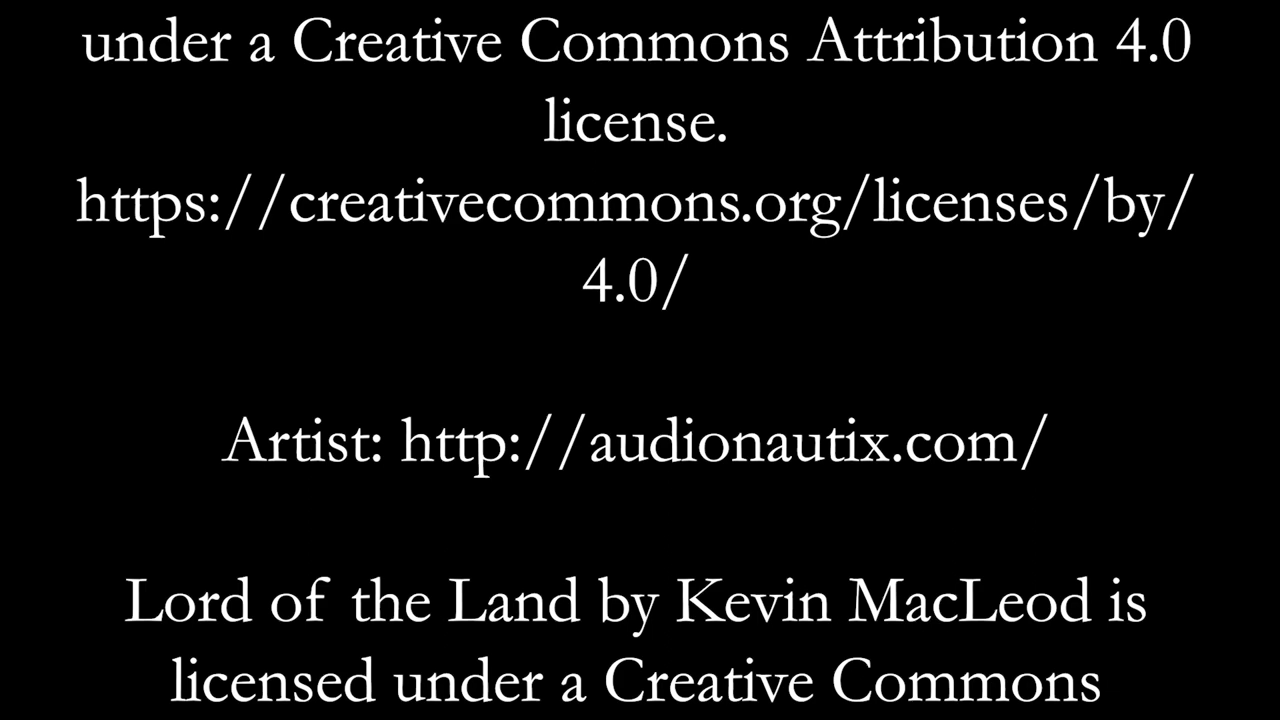 under a Creative Commons Attribution 4.0
license.
https://creativecommons.org/licenses/by/
4.0/
Artist: http://audionautix.com/
Lord of the Land by Kevin MacLeod is
licensed under a Creative Commons